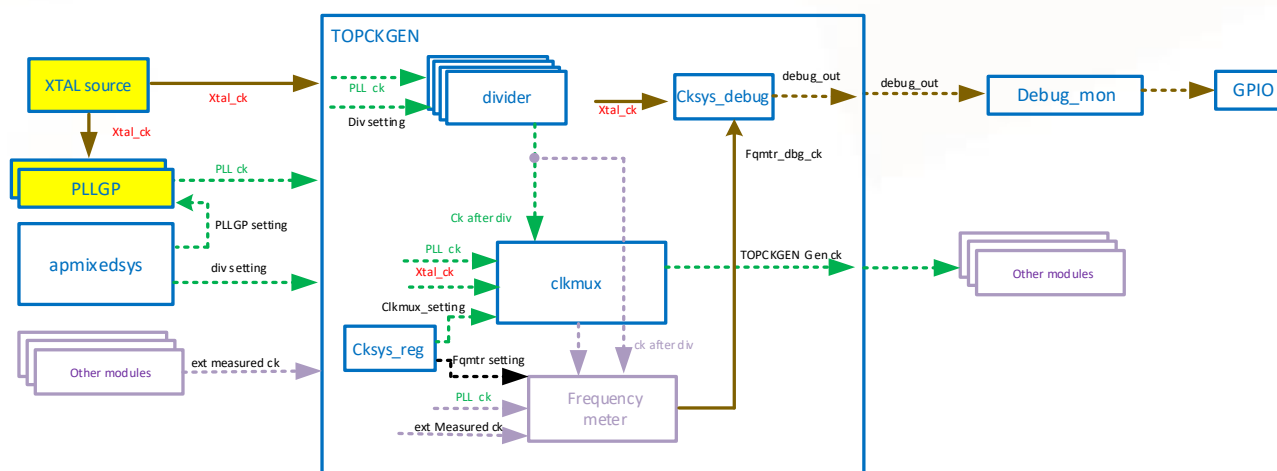 TOPCKGEN
XTAL source
Xtal_ck
Xtal_ck
PLLGP
PLL ck
PLLGP setting
apmixedsys
div setting
Other modules
ext measured ck
PLL ck
Div setting
divider
Xtal_ck
Cksys_debug
debug_out
Fqmtr_dbg_ck
Ck after div
PLL ck
Xtal_ck
Clkmux_setting
clkmux
TOPCKGEN Gen ck
Cksys_reg
Fqmtr setting
ck after div
PLL ck
ext Measured ck
Frequency
meter
debug_out
Debug_mon
GPIO
Other modules